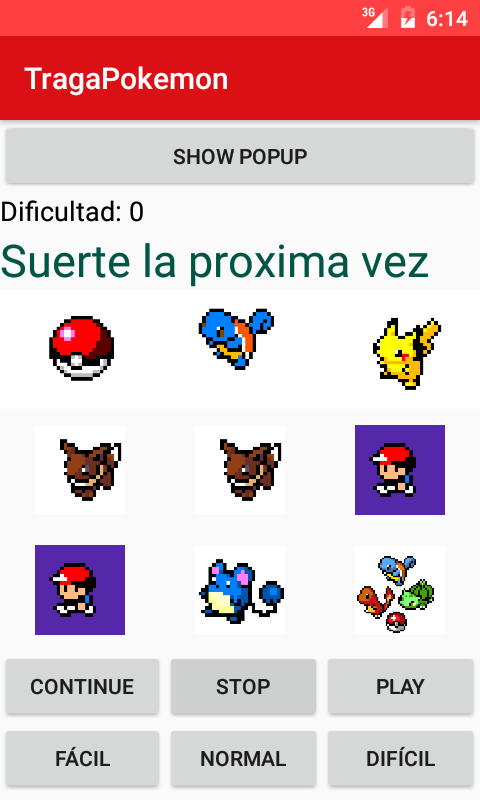 3G 6:14
TragaPokemon
SHOW POPUP
Dificultad: 0
Suerte la proxima vez
CONTINUE STOP PLAY
FÁCIL NORMAL DIFÍCIL